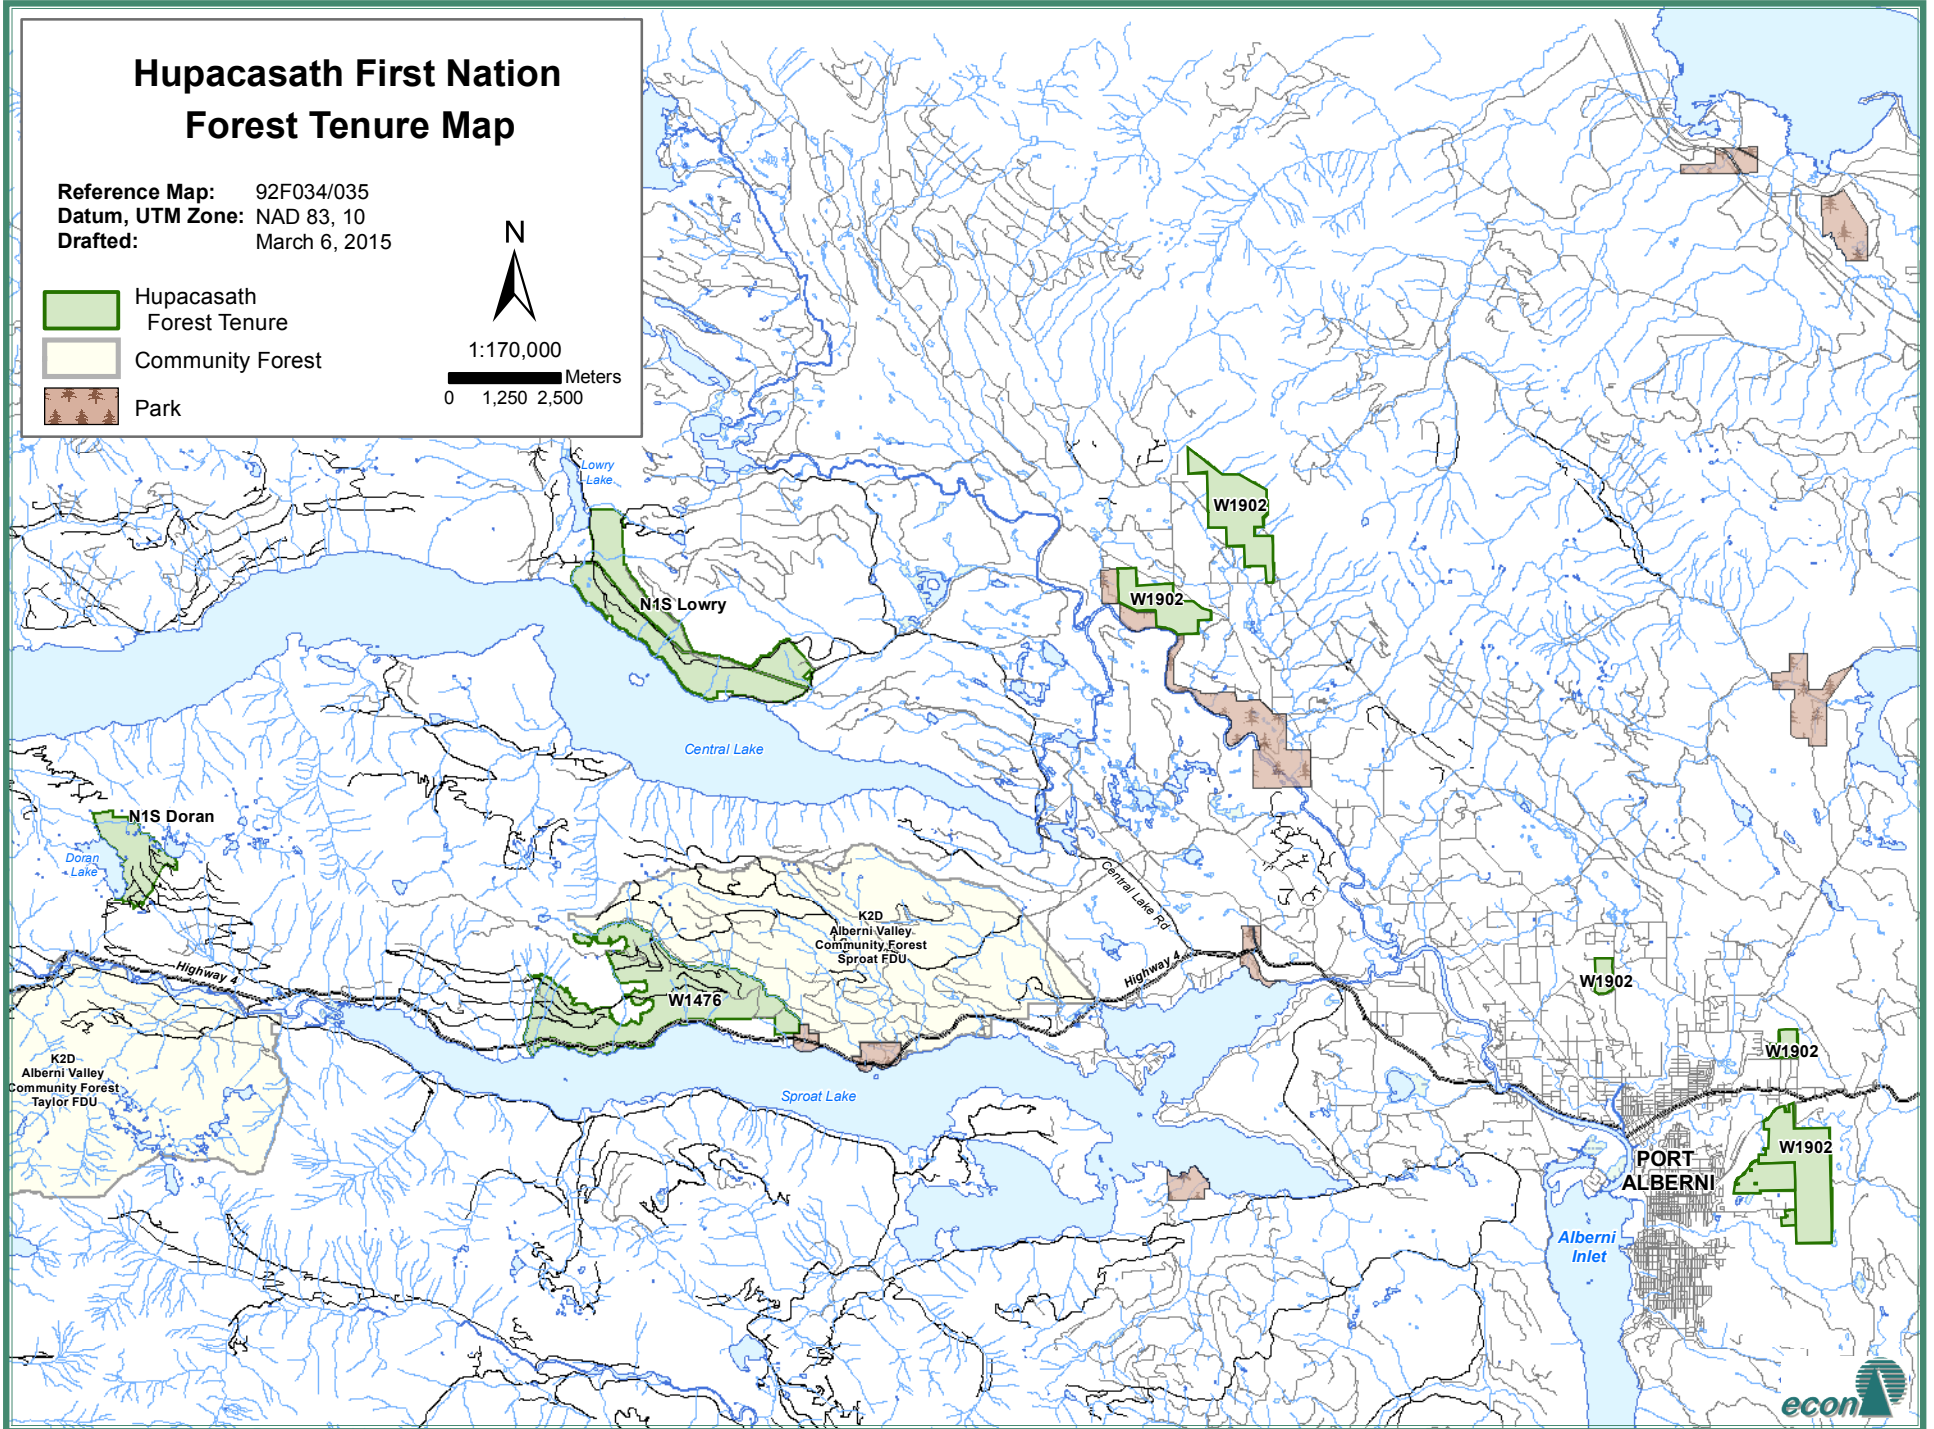 Hupacasath First Nation
Forest Tenure Map
Reference Map: 92F034/035
Datum, UTM Zone: NAD 83, 10
Drafted: March 6, 2015
N
Hupacasath
Forest Tenure
Community Forest
Park
1:170,000
Meters
0 1,250 2,500
Lowry
Lake
W1902
W1902
N1S Lowry
Central Lake
N1S Doran
Doran
Lake
Central Lake Rd
K2D
Alberni Valley
Community Forest
Sproat FDU
Highway 4
Highway 4
W1902
W1476
W1902
K2D
Alberni Valley
Community Forest
Taylor FDU
Sproat Lake
W1902
PORT
ALBERNI
Alberni
Inlet
econ